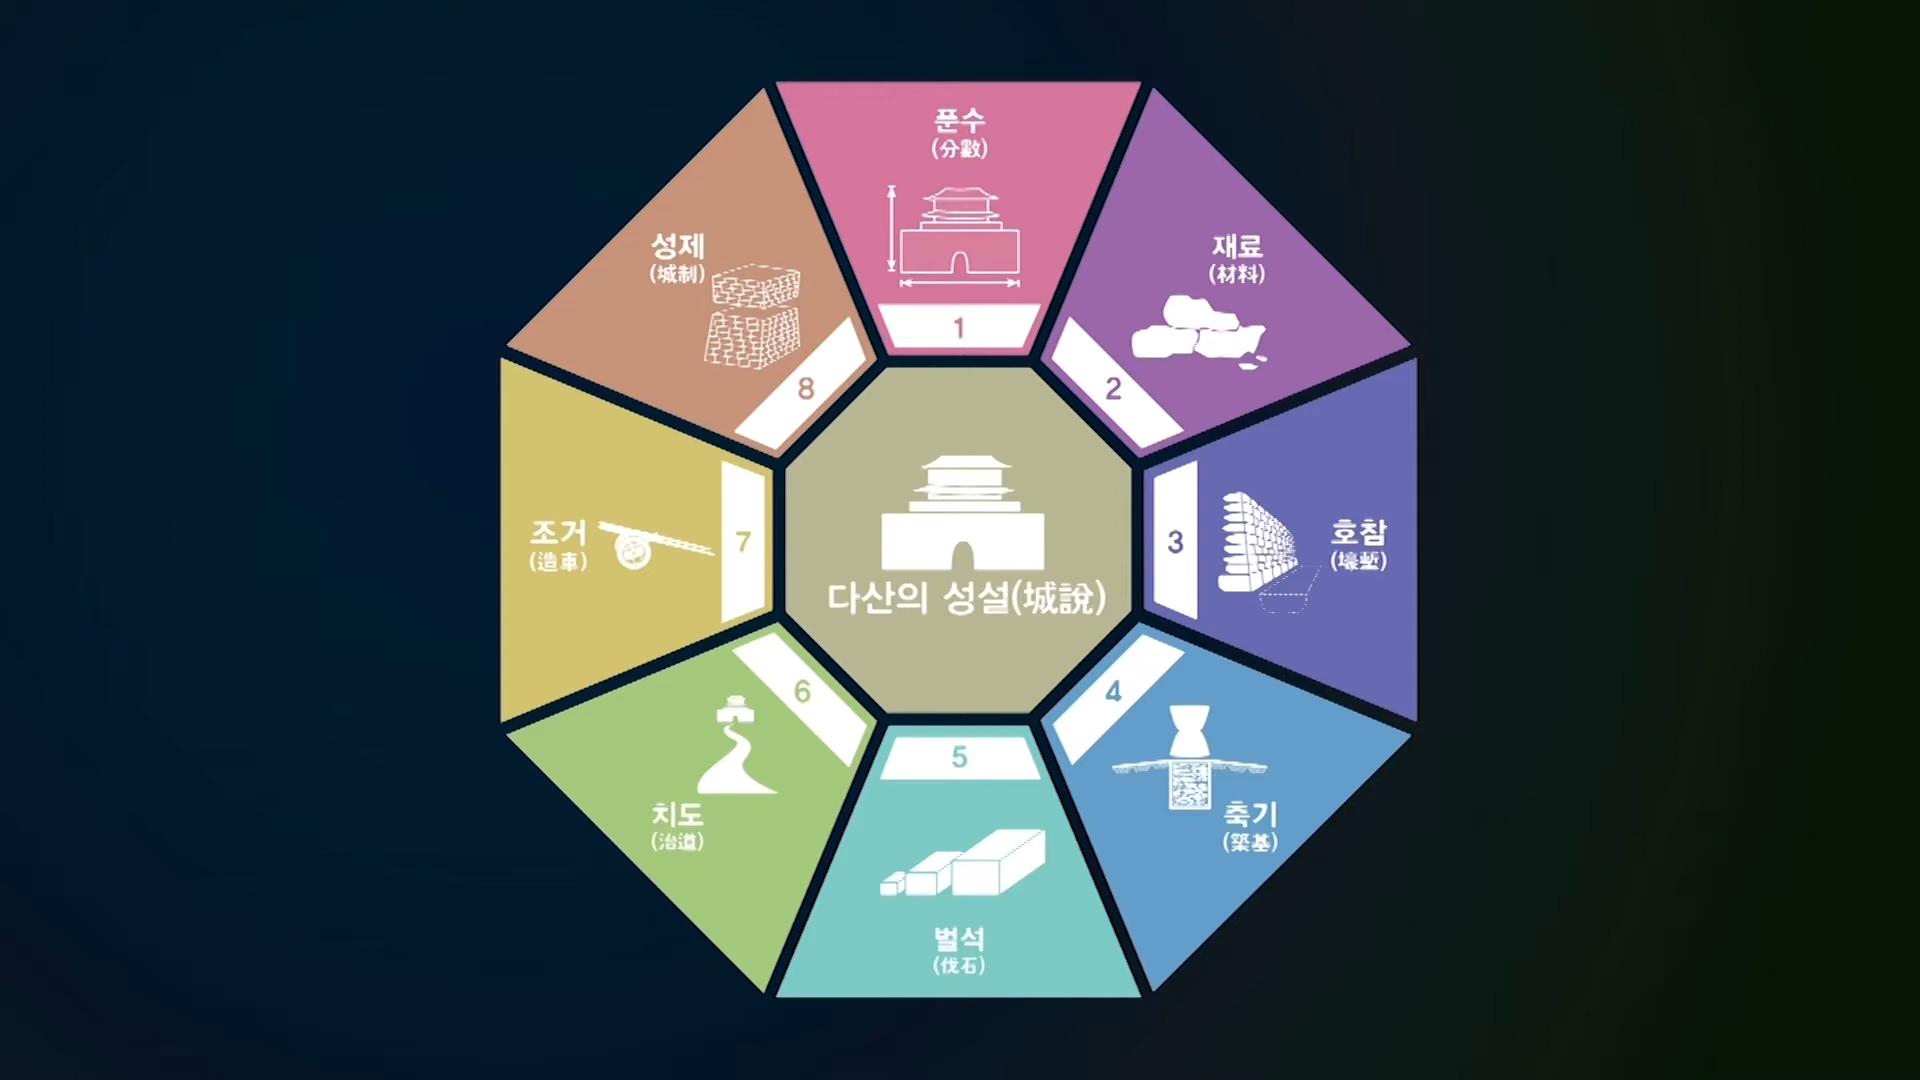 푼수
(分數)
1
재료
(材料)
2
호참
(壕塹)
3
축기
(築基)
4
벌석
(伐石)
5
치도
(治道)
6
조거
(造車)
7
성제
(城制)
8
다산의 성설(城說)